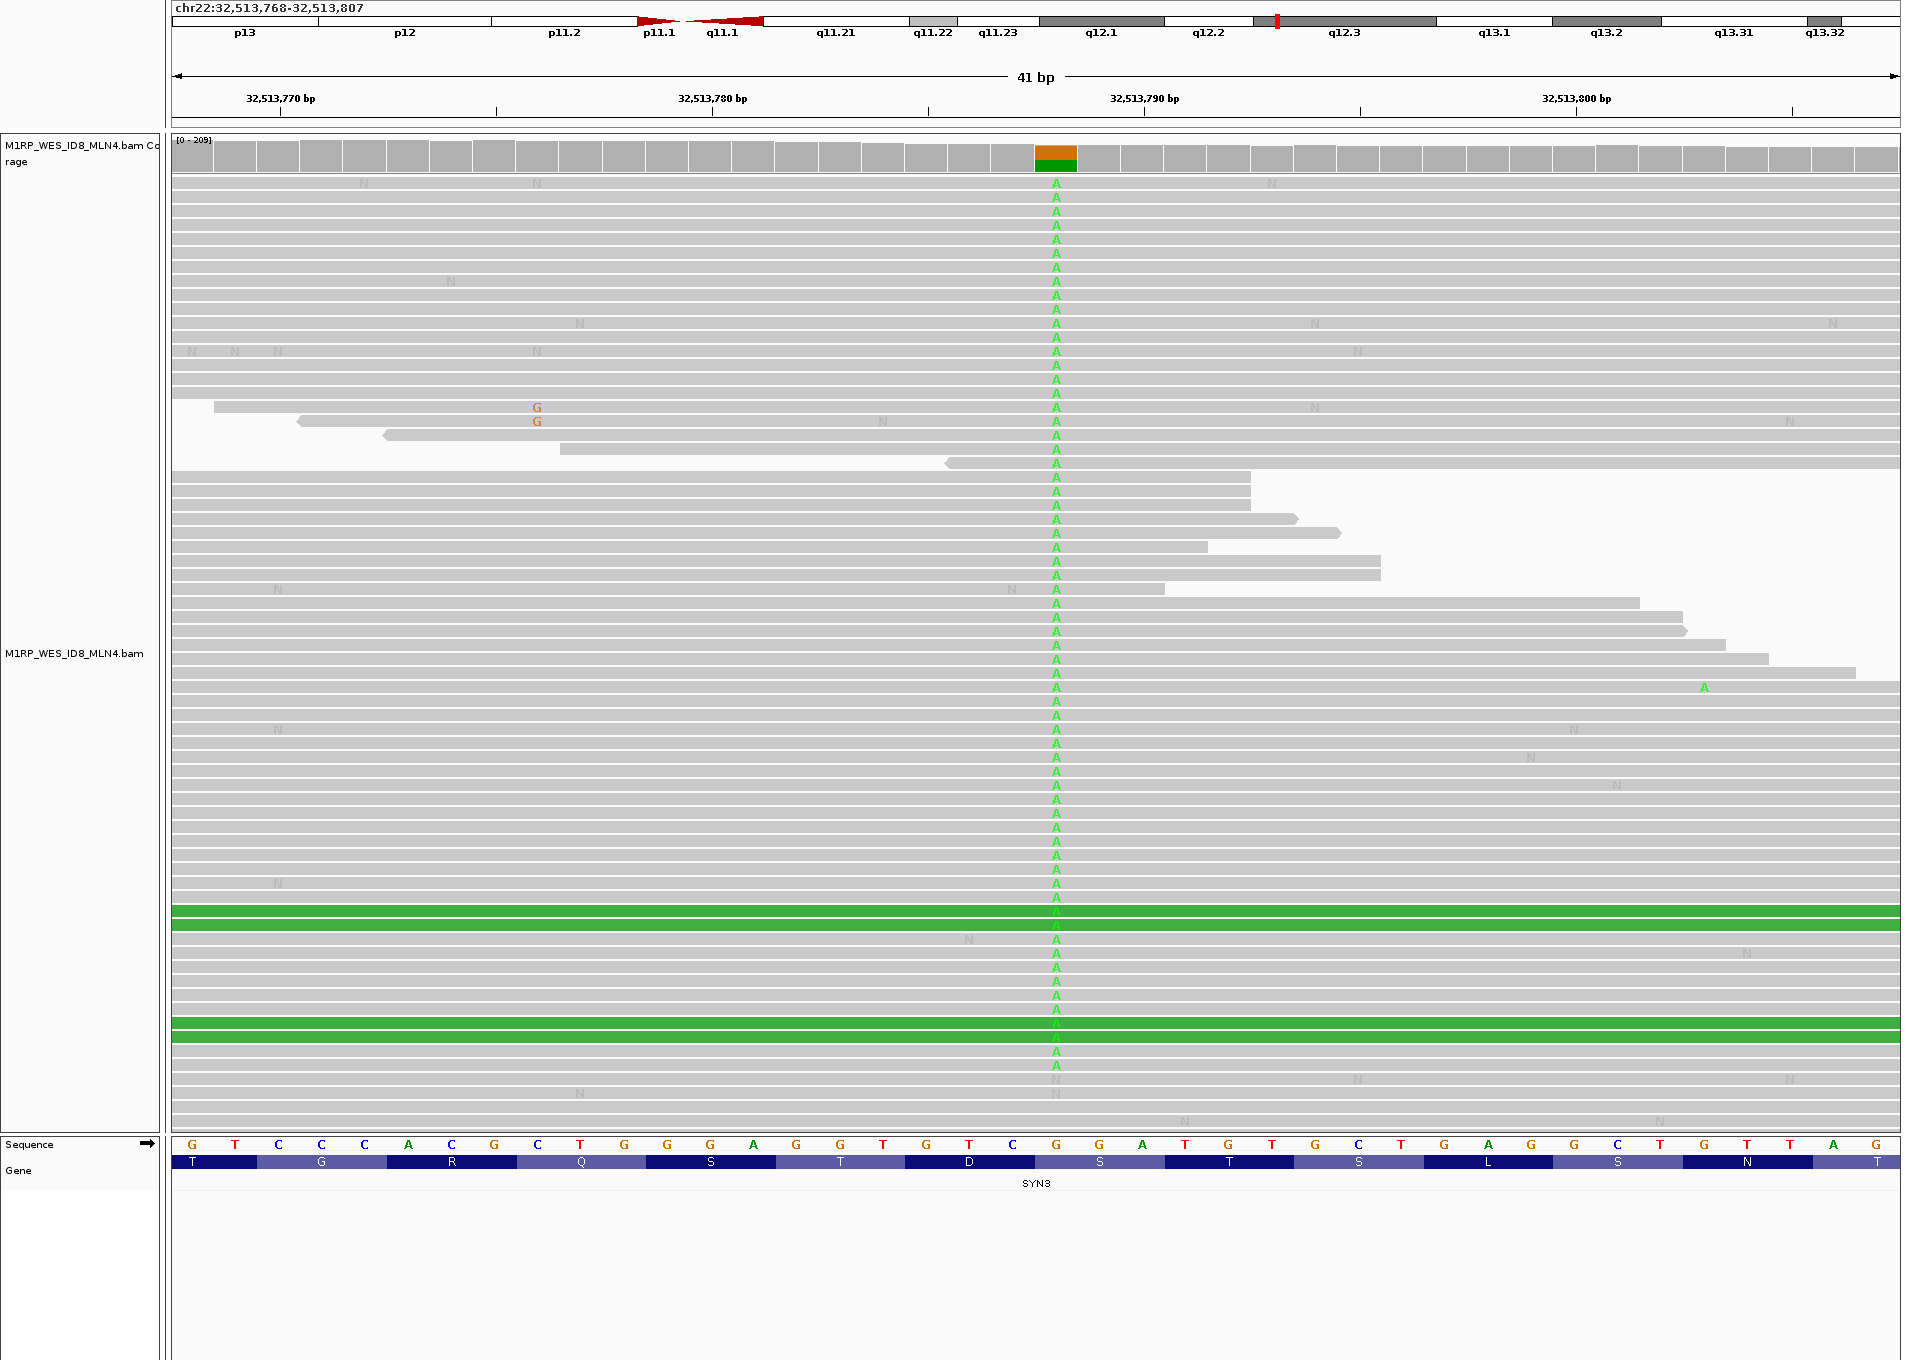 chr22:32,513,768-32,513,807
p13 p12 p11.2 p11.1 q11.1 q11.21 q11.22 q11.23 q12.1 q12.2 q12.3 q13.1 q13.2 q13.31 q13.32
41 bp
32,513,770 bp 32,513,780 bp 32,513,790 bp 32,513,800 bp
[0 - 209]
M1RP_WES_ID8_MLN4.bam Co
rage
N N A N
A
A
A
A
A
A
N A
A
A
N A N N
A
N N N N A N
A
A
A
G A N
G N A N
A
A
A
A
A
A
A
A
A
A
A
N N A
A
A
A
A
A
A
A A
A
A
N A N
A
A N
A
A N
A
A
A
A
A
A
N A
A
A
A
N A
A N
A
A
A
A
A
A
A
A
N N N
N N
N N
M1RP_WES_ID8_MLN4.bam
Sequence G T C C C A C G C T G G G A G G T G T C G G A T G T G C T G A G G C T G T T A G
Gene T G R Q S T D S T S L S N T
SYN3